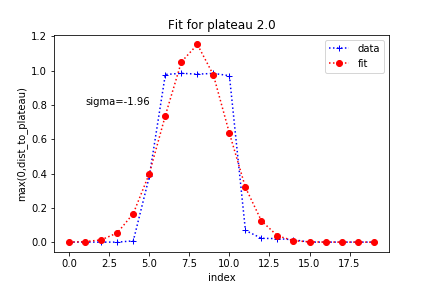 Fit for plateau 2.0
data
fit
sigma=-1.96
max(0,dist_to_plateau)
1.2
1.0
0.8
0.6
0.4
0.2
0.0
0.0 2.5 5.0 7.5 10.0 12.5 15.0 17.5
index